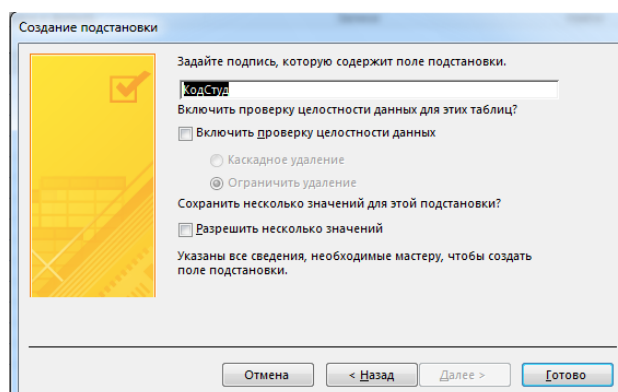 Создание подстановки
Задайте подпись, которую содержит поле подстановки.
КодСтуд
Включить проверку целостности данных для этих таблиц?
Включить проверку целостности данных
Каскадное удаление
Ограничить удаление
Сохранить несколько значений для этой подстановки?
Разрешить несколько значений
Указаны все сведения, необходимые мастеру, чтобы создать
поле подстановки.
Отмена
< Назад
Далее >
Готово